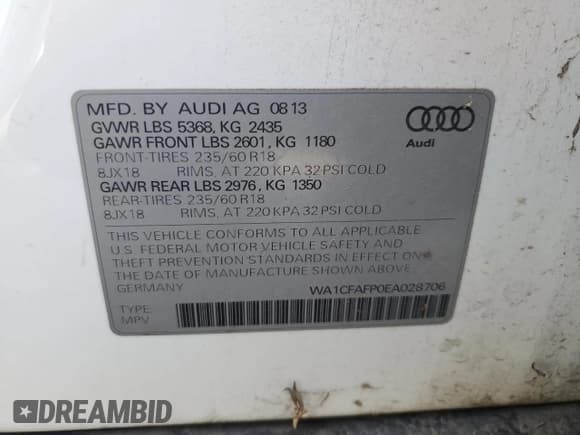 MFD. BY AUDI AG 08 13
GVWR LBS 5368, KG 2435
GAWR FRONT LBS 2601, KG 1180
FRONT-TIRES 235/60 R18
8JX18 RIMS, AT 220 KPA 32 PSI COLD
GAWR REAR LBS 2976, KG 1350
REAR-TIRES 235/60 R18
8JX18 RIMS, AT 220 KPA 32 PSI COLD
Audi
THIS VEHICLE CONFORMS TO ALL APPLICABLE
U.S. FEDERAL MOTOR VEHICLE SAFETY AND
THEFT PREVENTION STANDARDS IN EFFECT ON
THE DATE OF MANUFACTURE SHOWN ABOVE.
GERMANY
WA1CFAFP0EA028706
TYPE:
MPV
DREAMBID